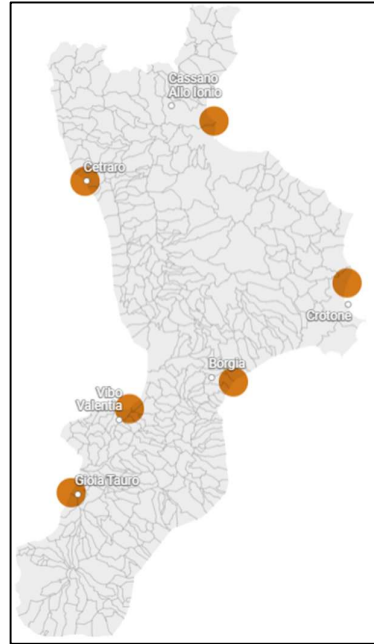 Cassano
Allo Ionio
Cetraro
Crotone
Borgia
Vibo
Valentia
Gioia Tauro